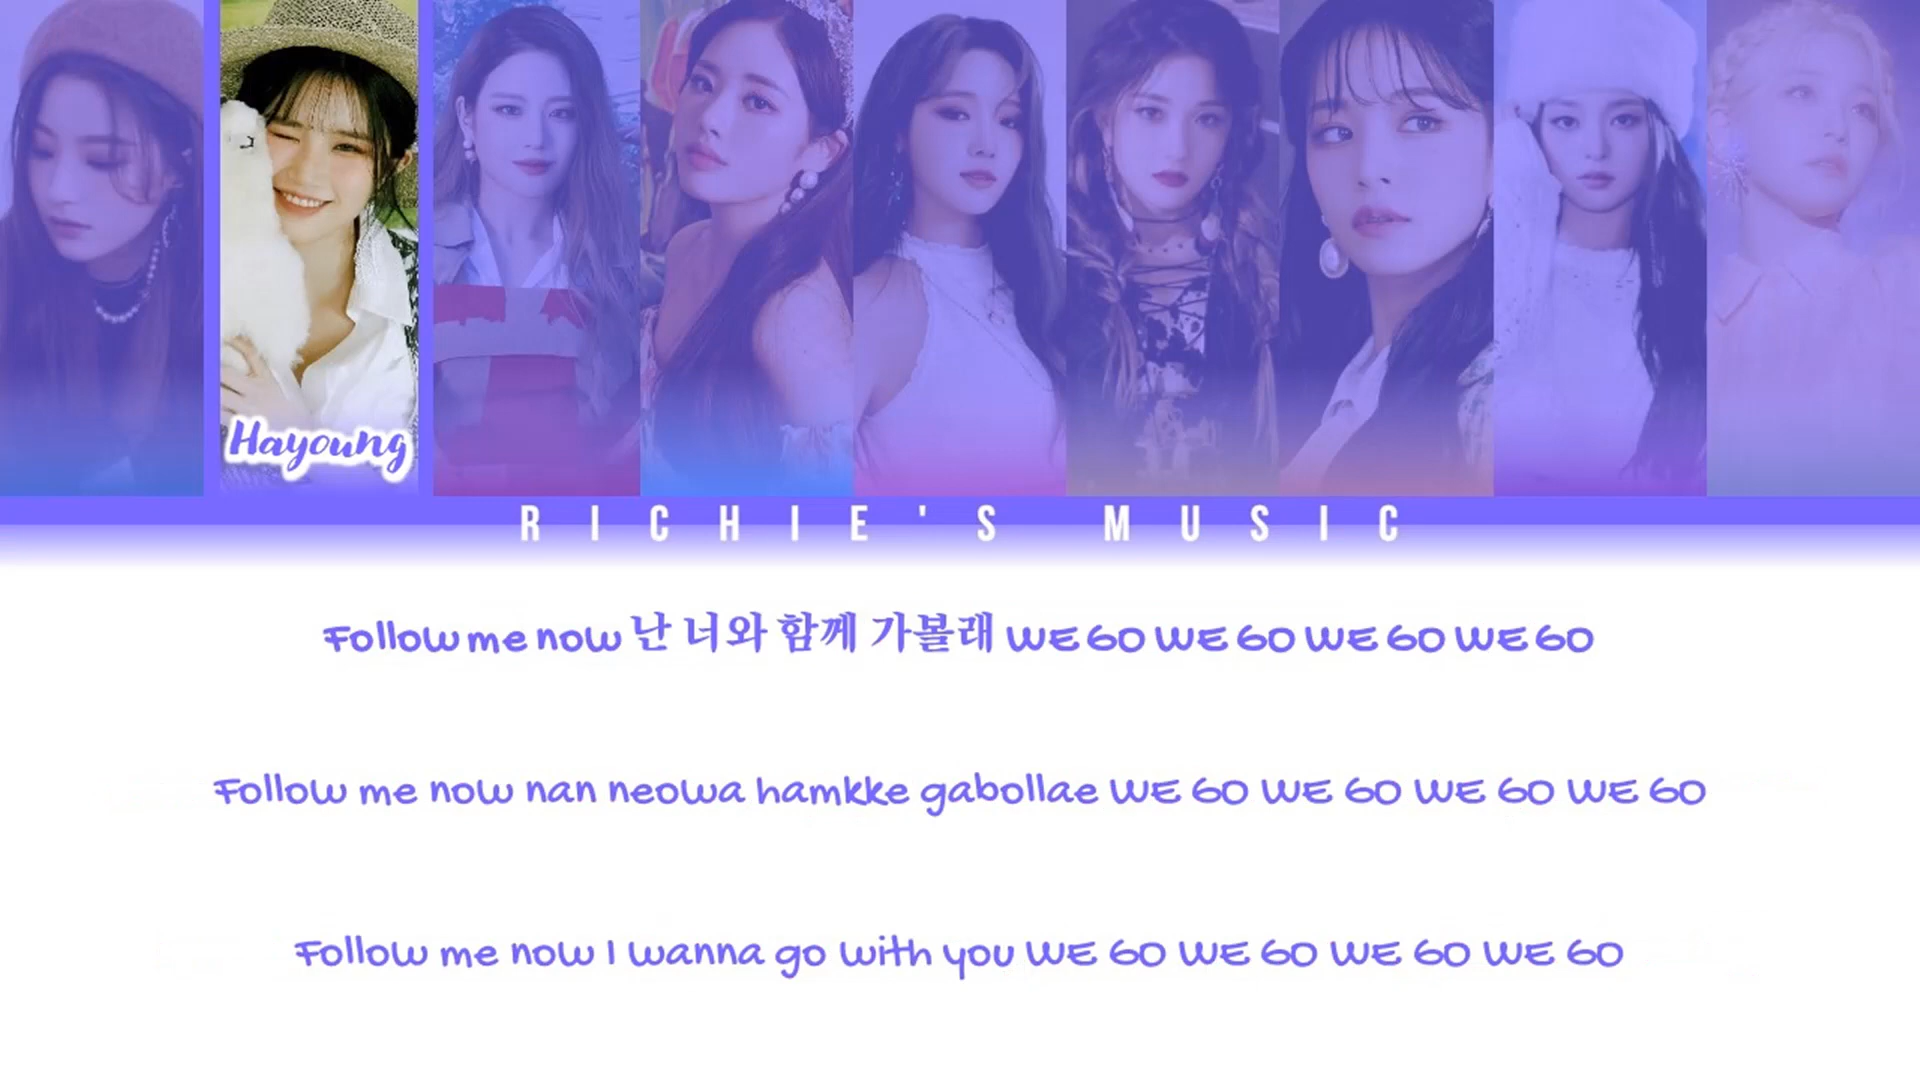 Hayoung
RICHIE'S MUSIC
Follow me now 난 너와 함께 가볼래 WE GO WE GO WE GO WE GO
Follow me now nan neowa hamkke gabollae WE GO WE GO WE GO WE GO
Follow me now I wanna go with you WE GO WE GO WE GO WE GO